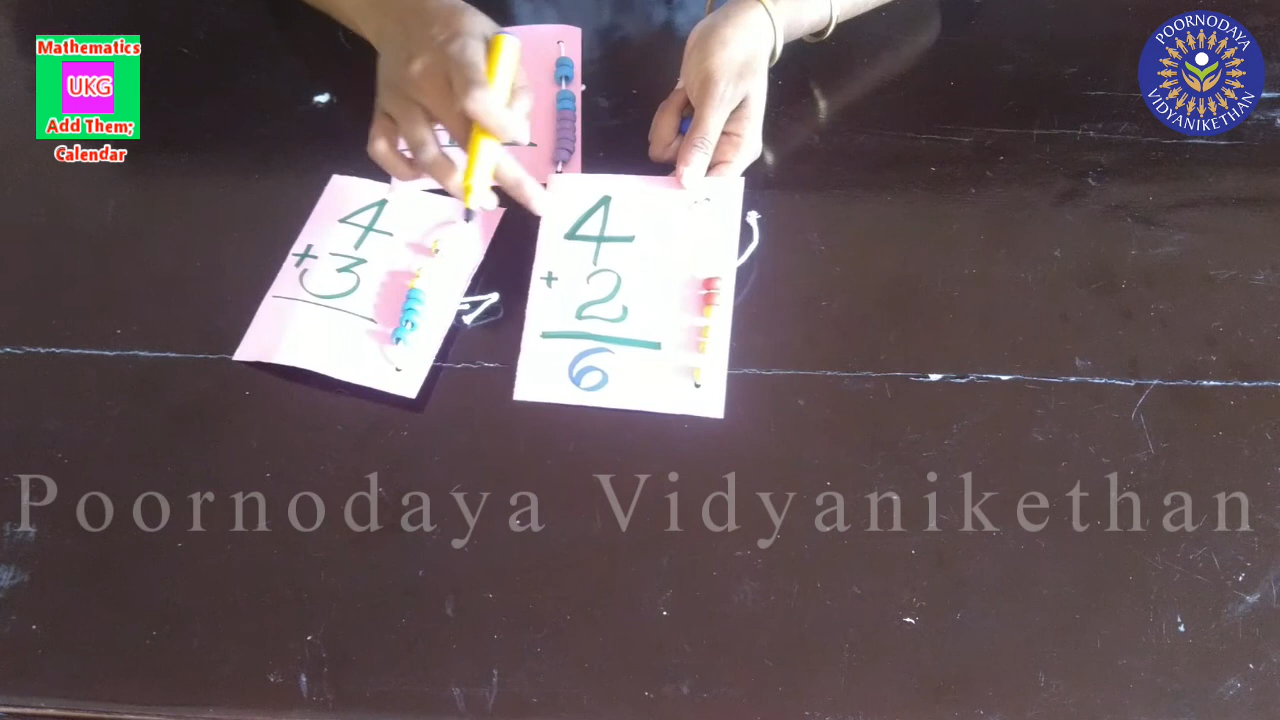 Mathematics
UKG
Add Them;
Calendar
POORNODAYA
VIDYANIKETHAN
4
+ 3
4
+ 2
6
Poornodaya Vidyanikethan